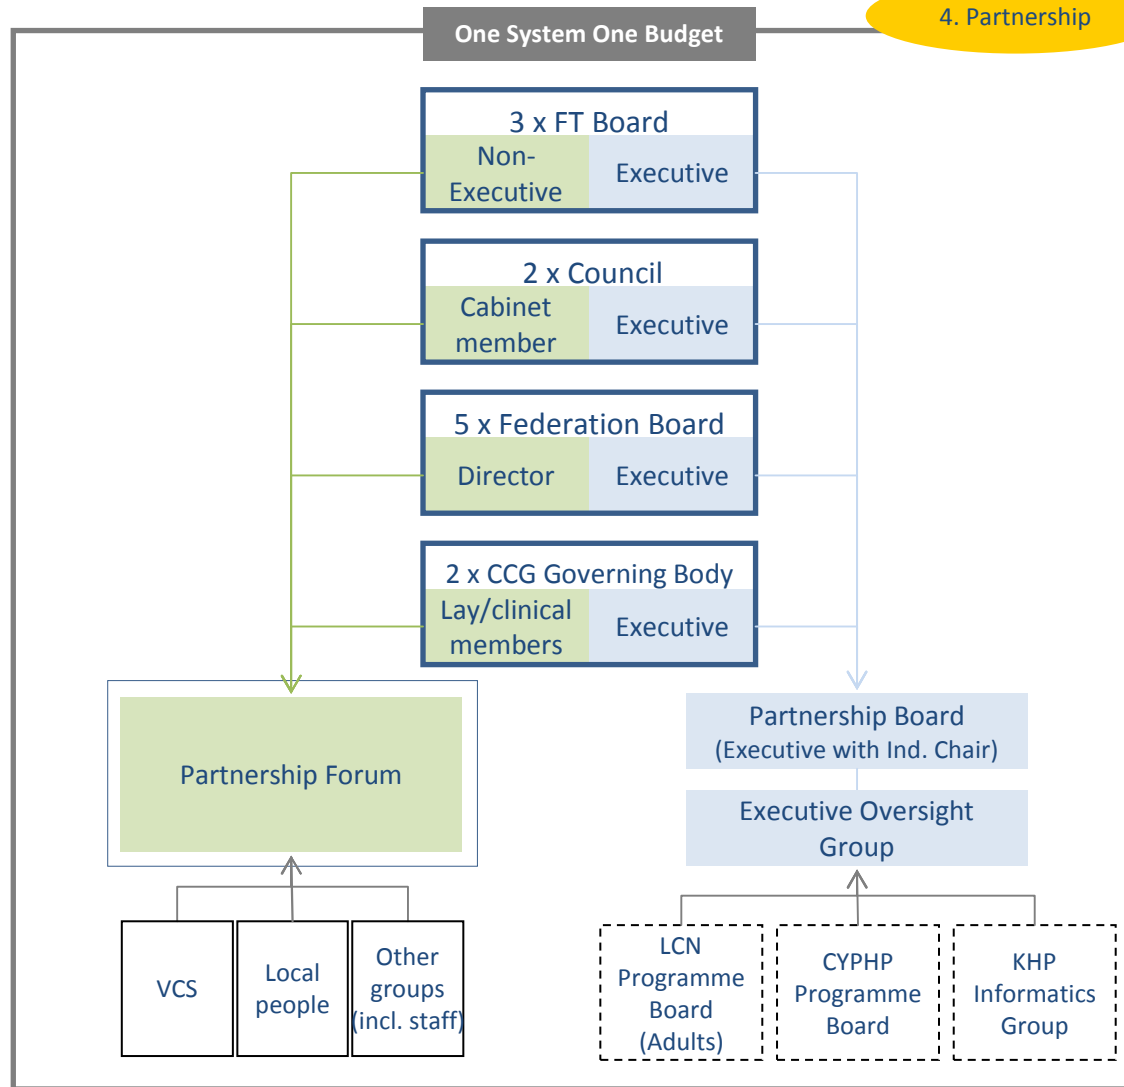 4. Partnership
One System One Budget
3 x FT Board
Non-
Executive
Executive
2 x Council
Cabinet
member
Executive
5 x Federation Board
Director
Executive
2 x CCG Governing Body
Lay/clinical
members
Executive
Partnership Forum
Partnership Board
(Executive with Ind. Chair)
Executive Oversight
Group
VCS
Local
people
Other
groups
(incl. staff)
LCN
Programme
Board
(Adults)
CYPHP
Programme
Board
KHP
Informatics
Group